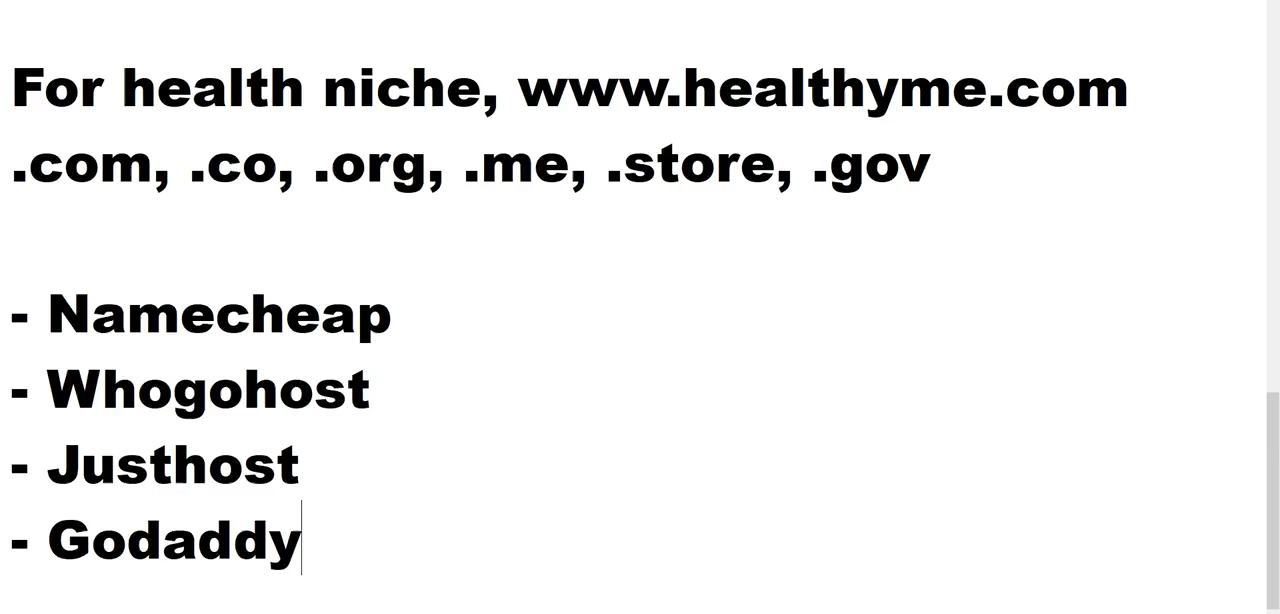 For health niche, www.healthyme.com
.com, .co, .org, .me, .store, .gov
- Namecheap
- Whogohost
- Justhost
- Godaddy